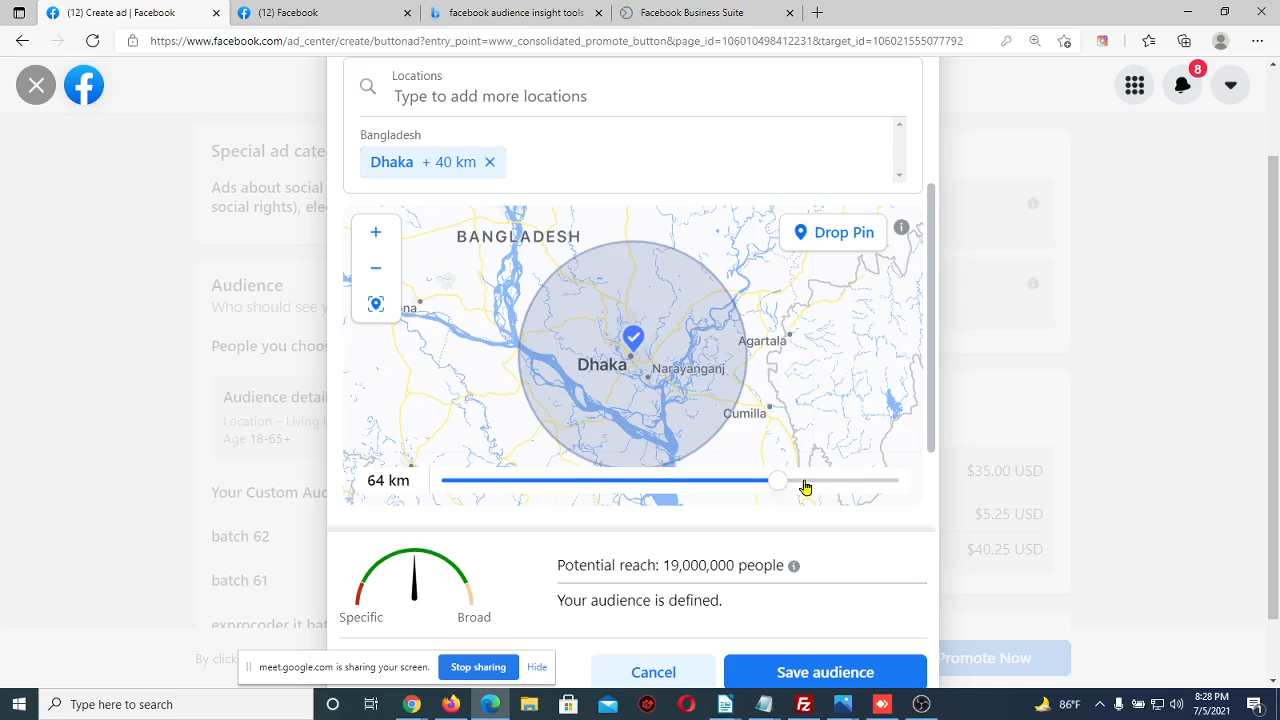 (12) Create ad | Facebook
(12) Facebook
facebook audience insight tools
Facebook Business Suite
https://www.facebook.com/ad_center/create/buttonad?entry_point=www_consolidated_promote_button&page_id=106010498412231&target_id=106021555077792
8
Locations
Type to add more locations
Bangladesh
Dhaka + 40 km
Special ad cate
Ads about social
social rights), ele
Audience
Who should see y
People you choos
Audience detai
Location – Living
Age 18-65+
Your Custom Aud
batch 62
batch 61
exprocoder it bat
By click
BANGLADESH
Drop Pin
na
Dhaka
Narayanganj
Agartala
Cumilla
64 km
$35.00 USD
$5.25 USD
$40.25 USD
Specific
Broad
Potential reach: 19,000,000 people
Your audience is defined.
meet.google.com is sharing your screen.
Stop sharing
Hide
Cancel
Save audience
Promote Now
Type here to search
86°F
8:28 PM
7/5/2021